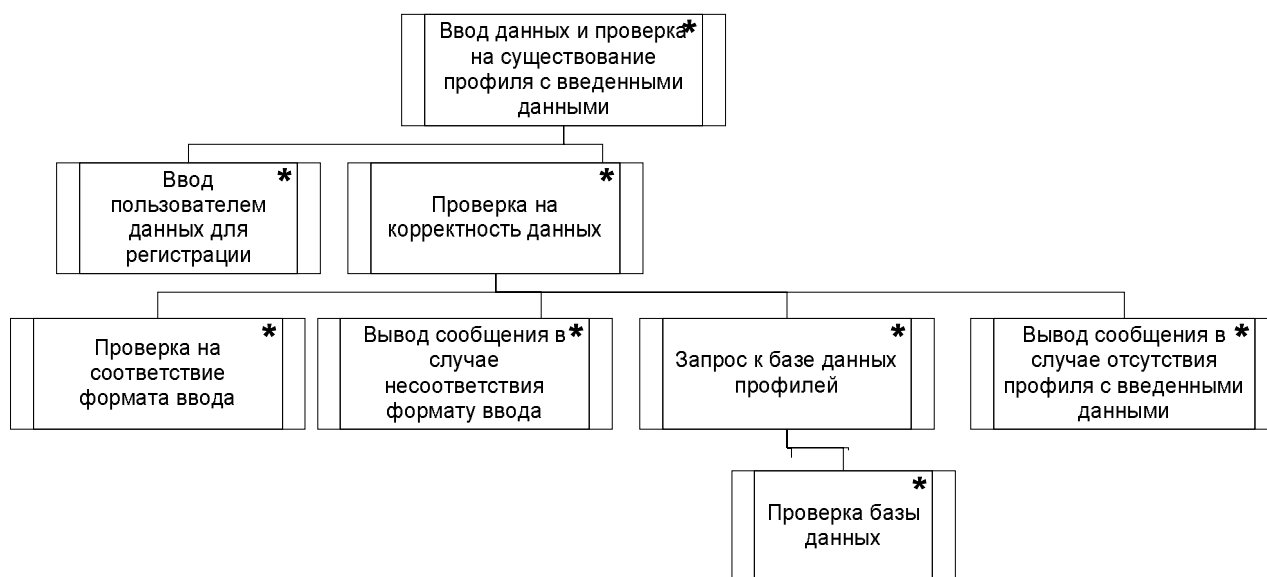 Ввод данных и проверка*
на существование
профиля с введенными
данными
Ввод *
пользователем
данных для
регистрации
*
Проверка на
корректность данных
*
Проверка на
соответствие
формата ввода
Вывод сообщения в *
случае
несоответствия
формату ввода
*
Запрос к базе данных
профилей
Вывод сообщения в *
случае отсутствия
профиля с введенными
данными
*
Проверка базы
данных